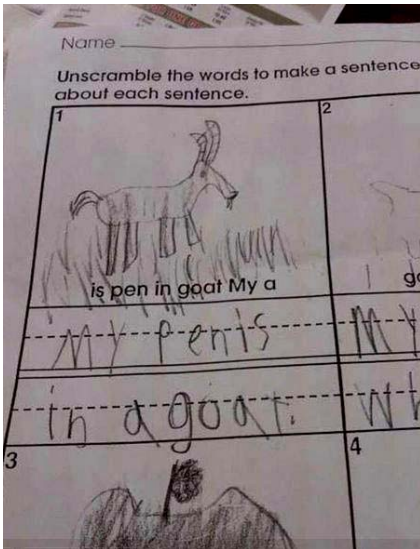 Name
Unscramble the words to make a sentence
about each sentence.
1
2
is pen in goat My a
My Penis
My
in a goat.
3
4